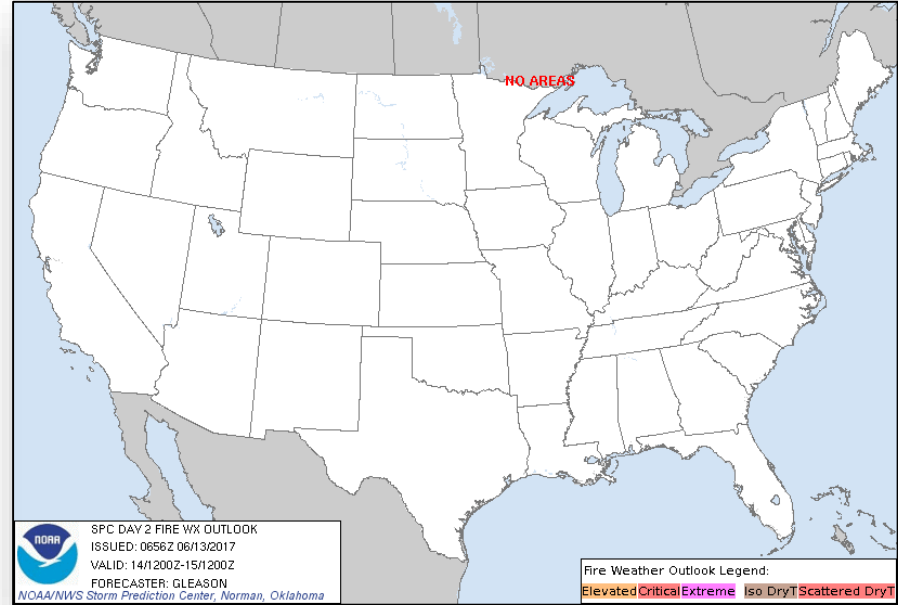 NO AREAS
NOAA
SPC DAY 2 FIRE WX OUTLOOK
ISSUED: 0656Z 06/13/2017
VALID: 14/1200Z-15/1200Z
FORECASTER: GLEASON
NOAA/NWS Storm Prediction Center, Norman, Oklahoma
Fire Weather Outlook Legend:
Elevated Critical Extreme Iso DryT Scattered DryT